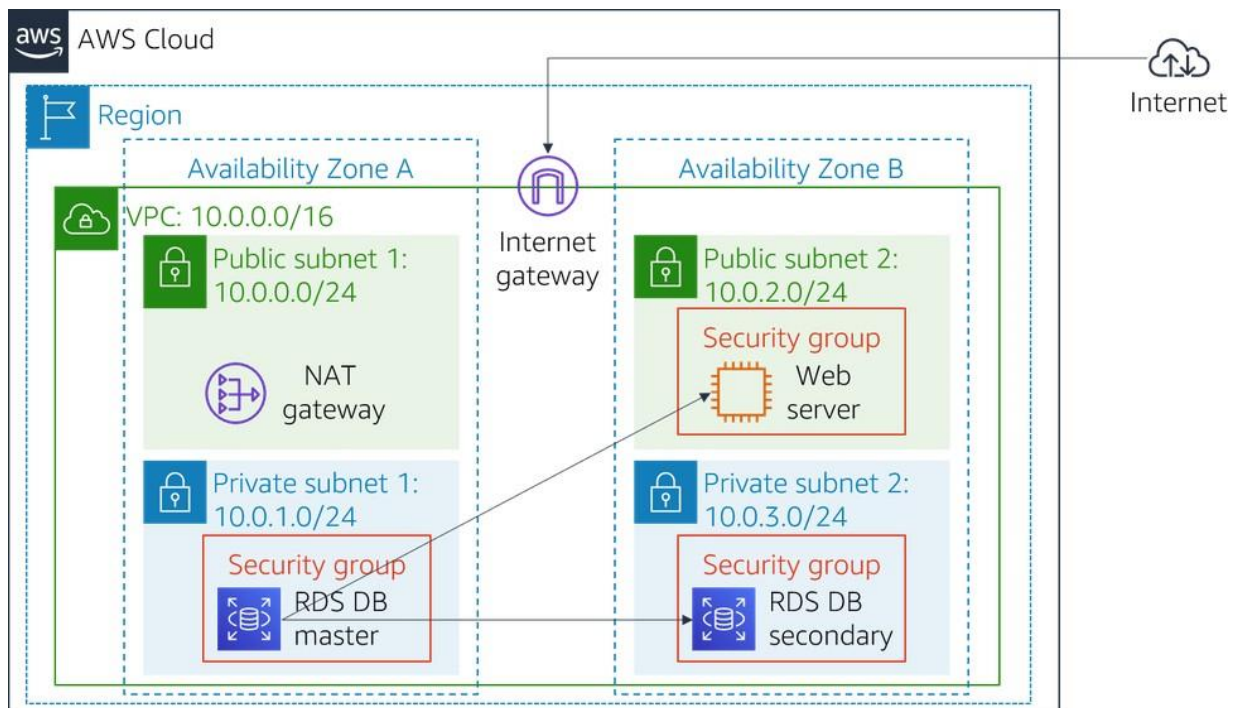 aws
AWS Cloud
Internet
Region
Availability Zone A
Availability Zone B
VPC: 10.0.0.0/16
Internet
gateway
Public subnet 1:
10.0.0.0/24
NAT
gateway
Public subnet 2:
10.0.2.0/24
Security group
Web
server
Private subnet 1:
10.0.1.0/24
Security group
RDS DB
master
Private subnet 2:
10.0.3.0/24
Security group
RDS DB
secondary